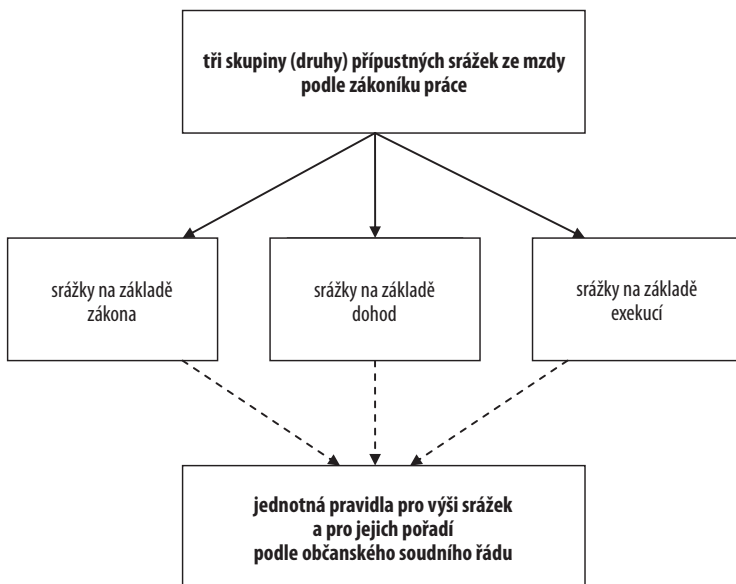 tři skupiny (druhy) přípustných srážek ze mzdy
podle zákoníku práce
srážky na základě
zákona
srážky na základě
dohod
srážky na základě
exekucí
jednotná pravidla pro výši srážek
a pro jejich pořadí
podle občanského soudního řádu